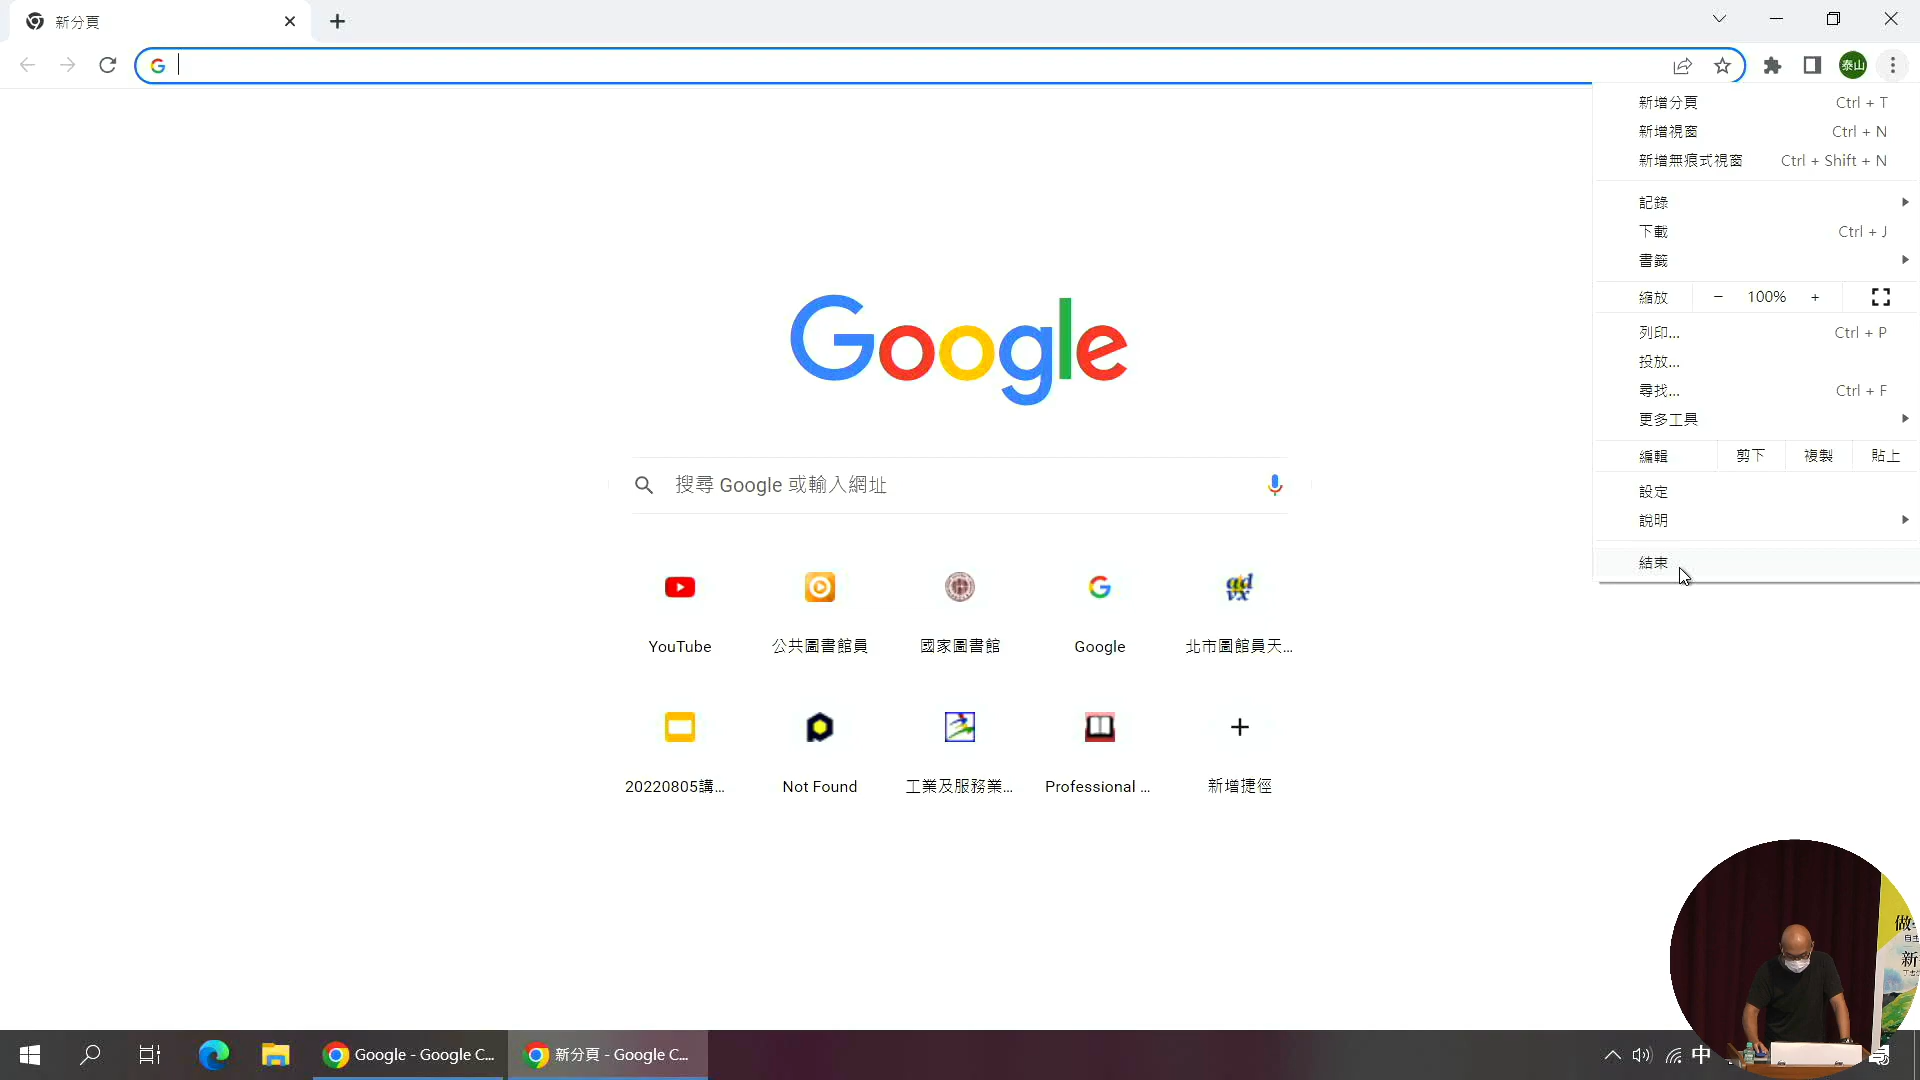 新分頁
泰山
新增分頁 Ctrl + T
新增視窗 Ctrl + N
新增無痕式視窗 Ctrl + Shift + N
記錄
下載 Ctrl + J
書籤
縮放 − 100% +
列印... Ctrl + P
投放...
尋找... Ctrl + F
更多工具
編輯 剪下 複製 貼上
設定
說明
結束
Google
搜尋 Google 或輸入網址
YouTube 公共圖書館員 國家圖書館 Google 北市圖館員天...
20220805講... Not Found 工業及服務業... Professional ... 新增捷徑
做
自主
新
Google - Google C... 新分頁 - Google C... 中